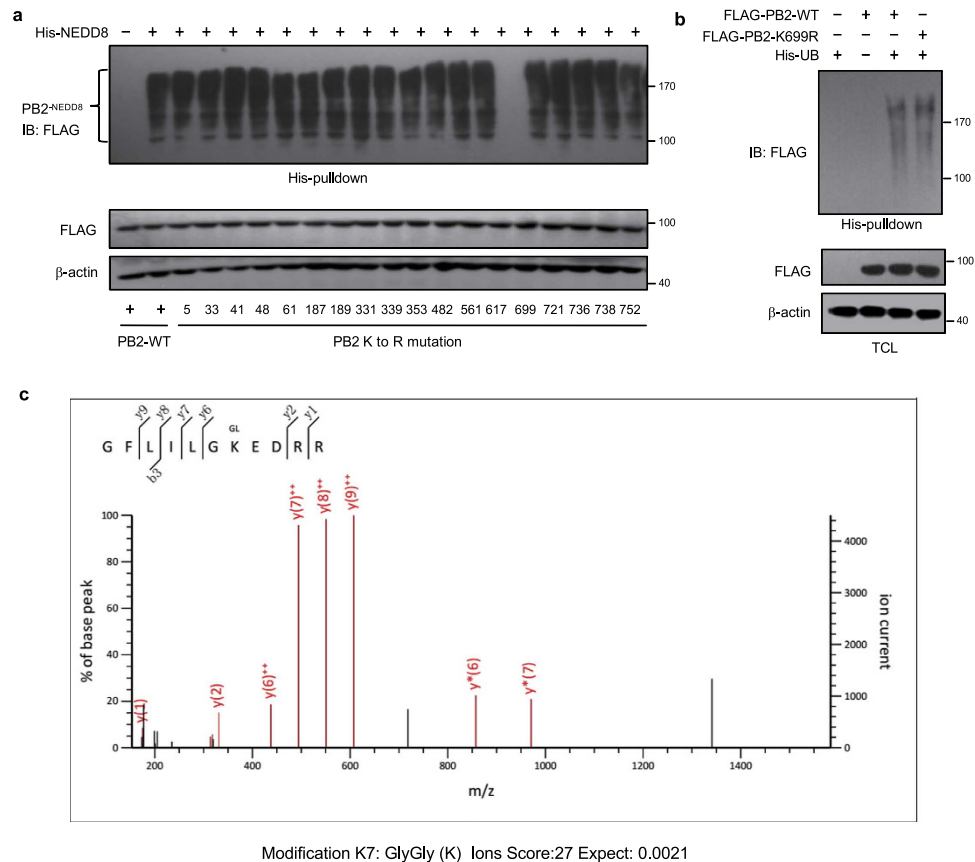 a
His-NEDD8 – + + + + + + + + + + + + + + + + + + + +
PB2-NEDD8
IB: FLAG
170
100
His-pulldown
FLAG
100
β-actin
40
+ + 5 33 41 48 61 187 189 331 339 353 482 561 617 699 721 736 738 752
PB2-WT PB2 K to R mutation
b
FLAG-PB2-WT – + + –
FLAG-PB2-K699R – – – +
His-UB + – + +
IB: FLAG
170
100
His-pulldown
FLAG
100
β-actin
40
TCL
c
y9 y8 y7 y6 y2 y1
GL
G F L I L G K E D R R
b3
% of base peak
100
80
60
40
20
0
y(1)
y(2)
y(6)++
y(7)++
y(8)++
y(9)++
y*(6)
y*(7)
4000
3000
2000
1000
0
ion current
200 400 600 800 1000 1200 1400
m/z
Modification K7: GlyGly (K) Ions Score:27 Expect: 0.0021